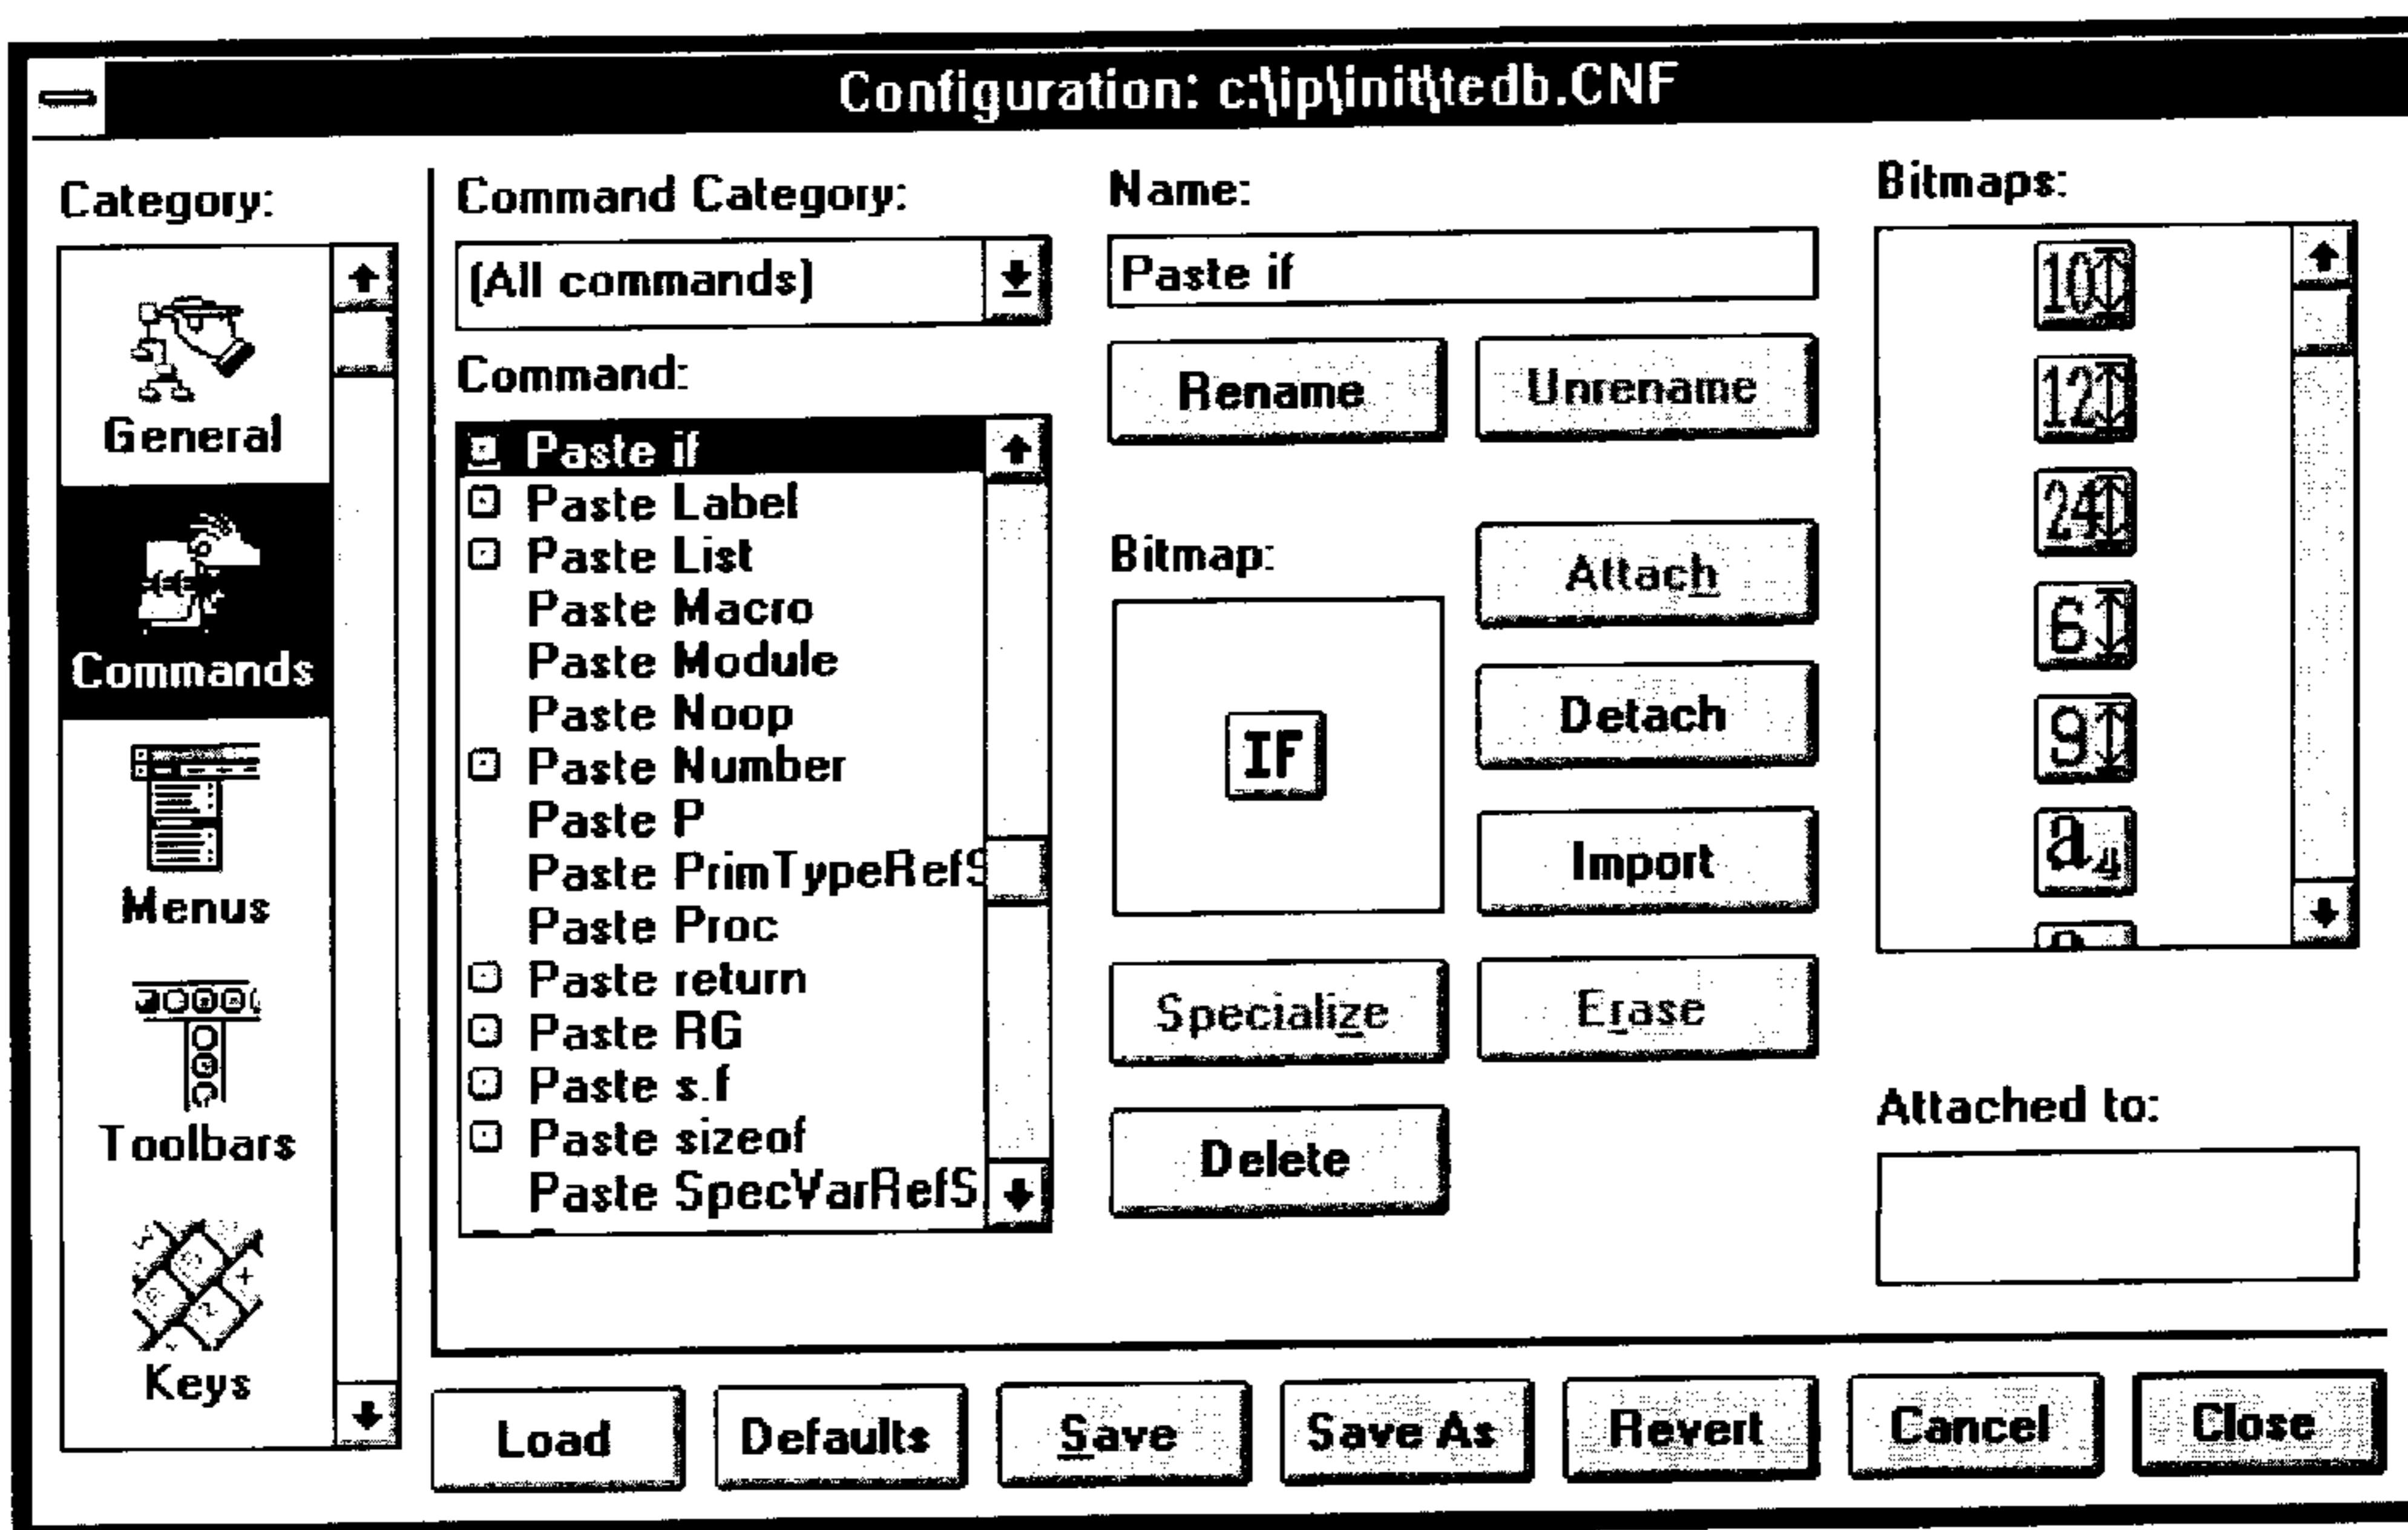 Configuration: c:\ip\init\tedb.CNF
Category:
General
Commands
Menus
Toolbars
Keys
Command Category:
(All commands)
Command:
Paste if
Paste Label
Paste List
Paste Macro
Paste Module
Paste Noop
Paste Number
Paste P
Paste PrimTypeRefS
Paste Proc
Paste return
Paste RG
Paste s.f
Paste sizeof
Paste SpecVarRefS
Name:
Paste if
Rename
Unrename
Bitmap:
IF
Attach
Detach
Import
Specialize
Erase
Delete
Bitmaps:
10
12
24
6
9
a4
Attached to:
Load
Defaults
Save
Save As
Revert
Cancel
Close